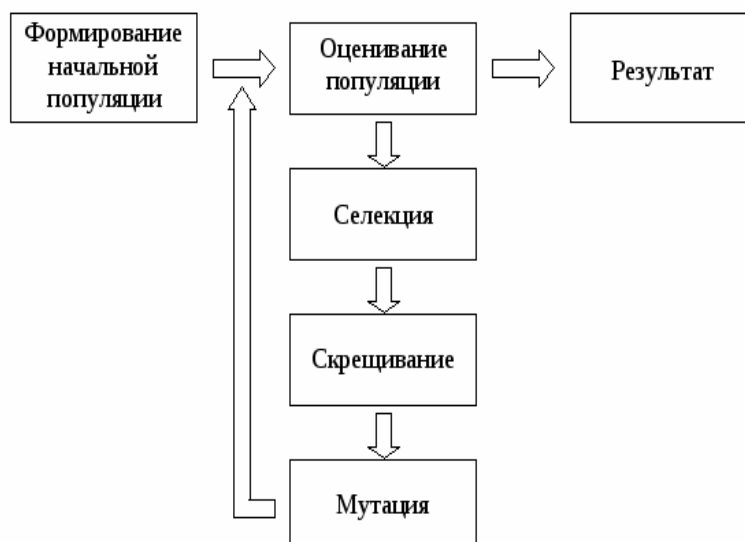 Формирование
начальной
популяции
Оценивание
популяции
Результат
Селекция
Скрещивание
Мутация